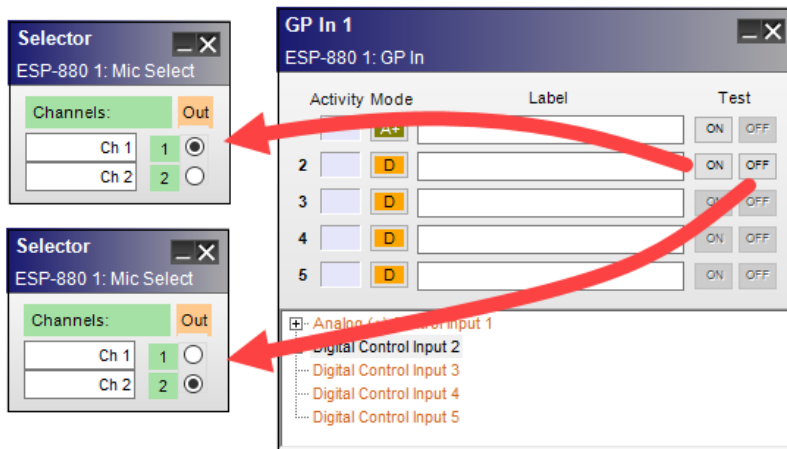 Selector
ESP-880 1: Mic Select
Channels: Out
Ch 1 1
Ch 2 2
Selector
ESP-880 1: Mic Select
Channels: Out
Ch 1 1
Ch 2 2
GP In 1
ESP-880 1: GP In
Activity Mode Label Test
A+ ON OFF
2 D ON OFF
3 D ON OFF
4 D ON OFF
5 D ON OFF
Analog Input 1
Digital Control Input 2
Digital Control Input 3
Digital Control Input 4
Digital Control Input 5